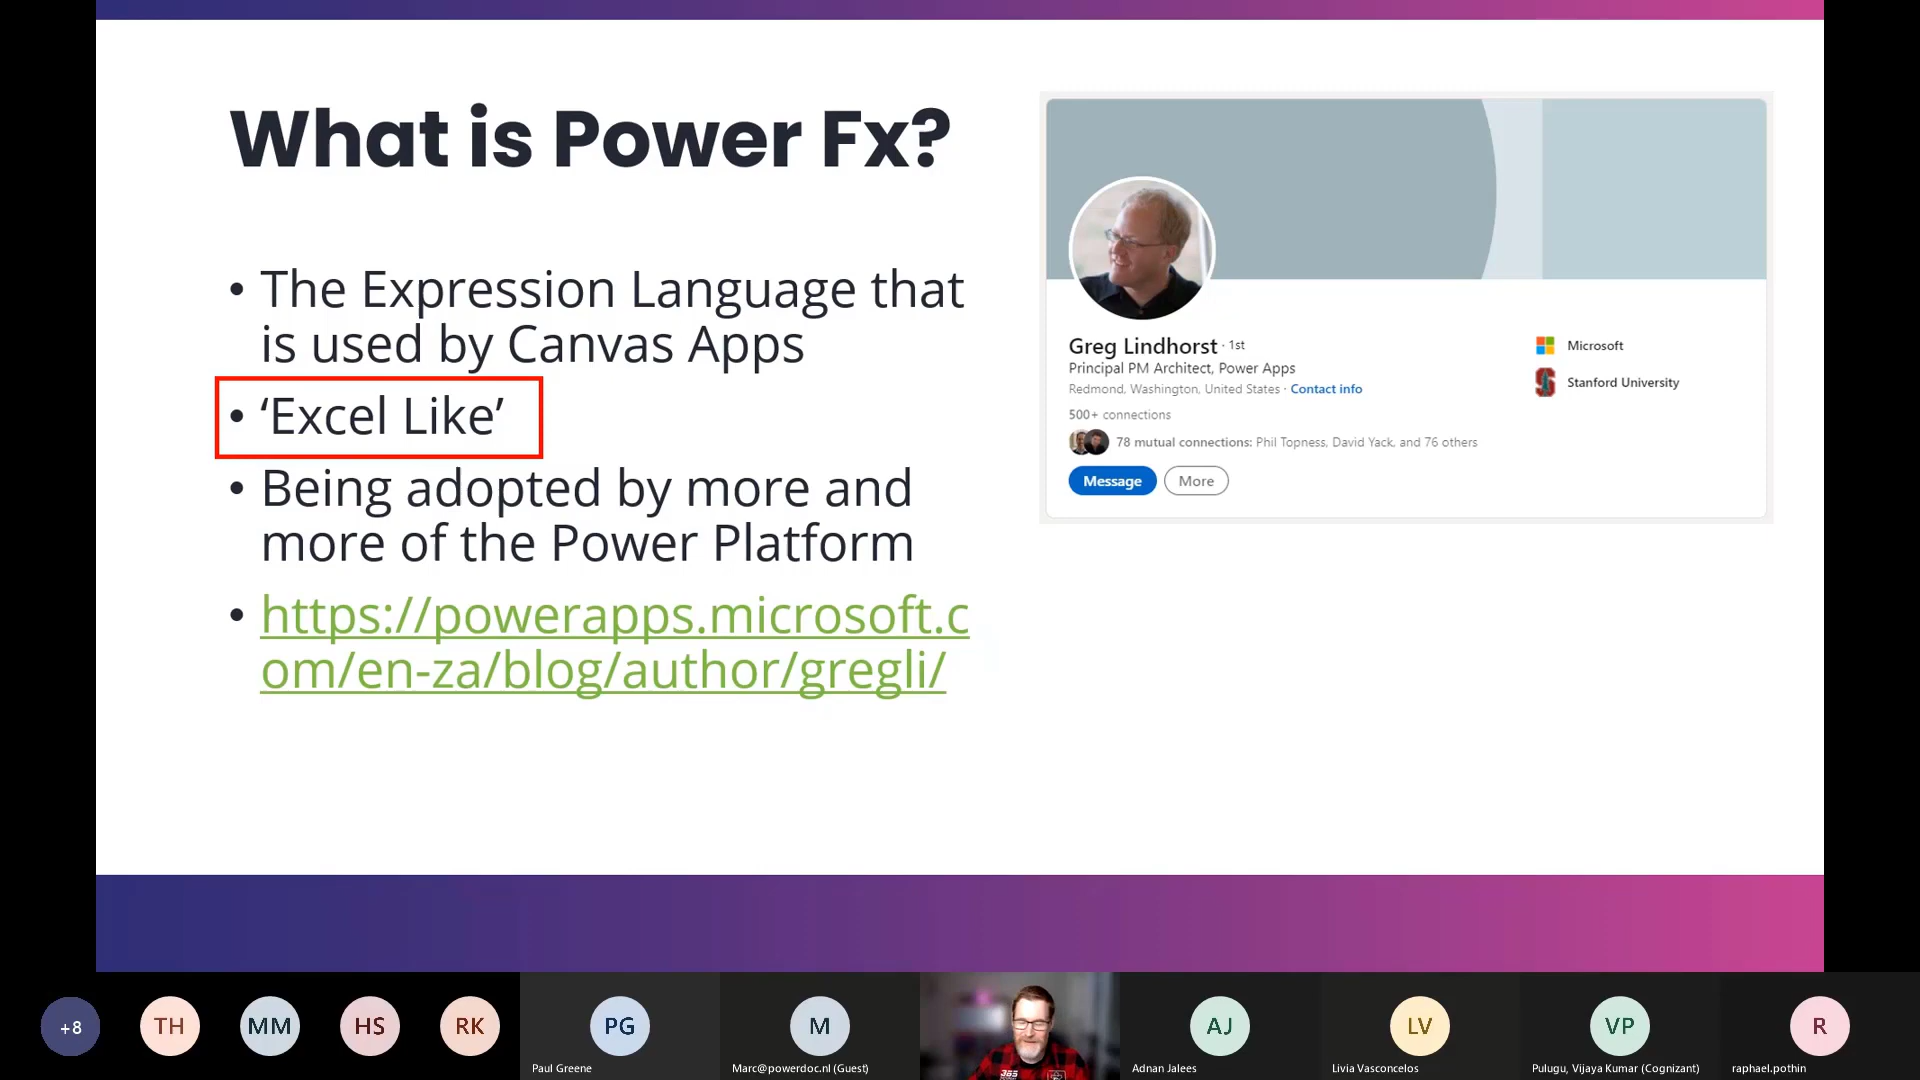 What is Power Fx?
• The Expression Language that
is used by Canvas Apps
• ‘Excel Like’
• Being adopted by more and
more of the Power Platform
• https://powerapps.microsoft.c
om/en-za/blog/author/gregli/
Greg Lindhorst · 1st
Principal PM Architect, Power Apps
Redmond, Washington, United States · Contact info
500+ connections
78 mutual connections: Phil Topness, David Yack, and 76 others
Message
More
Microsoft
Stanford University
+8
TH
MM
HS
RK
PG
Paul Greene
M
Marc@powerdoc.nl (Guest)
365
AJ
Adnan Jalees
LV
Livia Vasconcelos
VP
Pulugu, Vijaya Kumar (Cognizant)
R
raphael.pothin